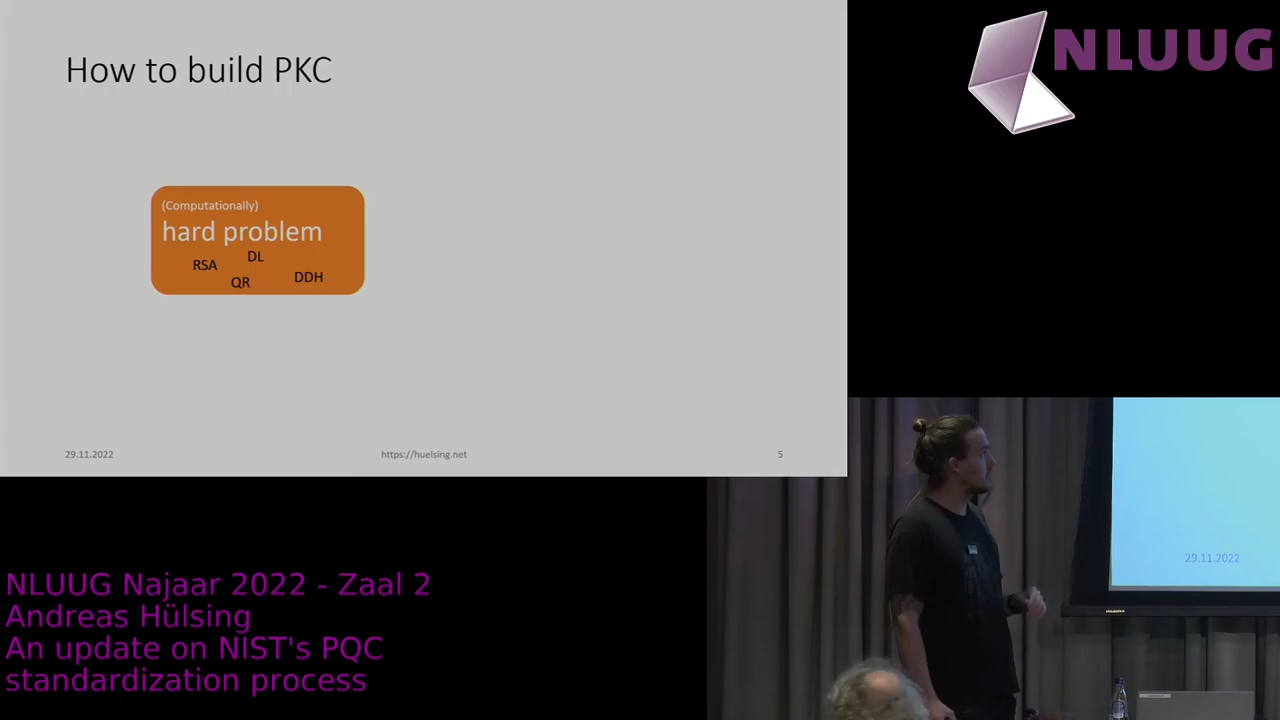 How to build PKC
(Computationally)
hard problem
RSA
DL
QR
DDH
29.11.2022
https://huelsing.net
5
NLUUG
29.11.2022
NLUUG Najaar 2022 - Zaal 2
Andreas Hülsing
An update on NIST's PQC
standardization process